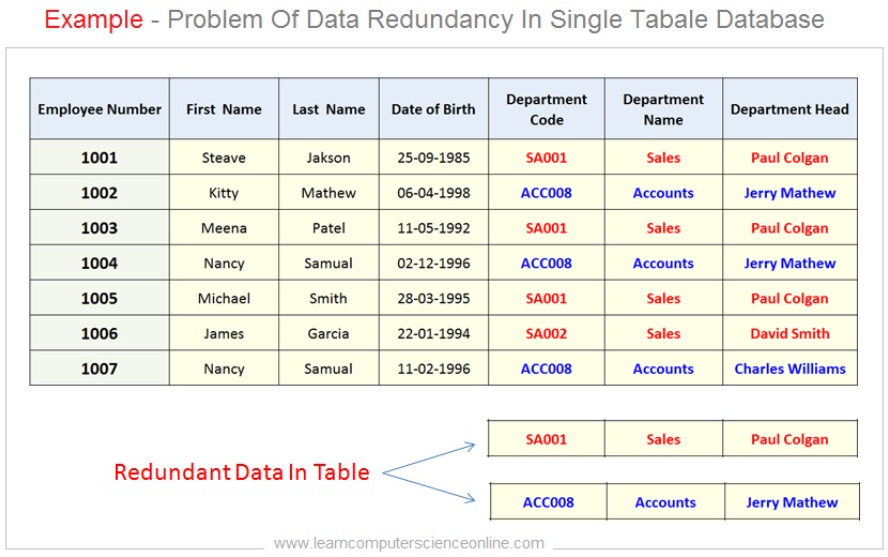 Example - Problem Of Data Redundancy In Single Tabale Database
Employee Number First Name Last Name Date of Birth Department Code Department Name Department Head
1001 Steave Jakson 25-09-1985 SA001 Sales Paul Colgan
1002 Kitty Mathew 06-04-1998 ACC008 Accounts Jerry Mathew
1003 Meena Patel 11-05-1992 SA001 Sales Paul Colgan
1004 Nancy Samual 02-12-1996 ACC008 Accounts Jerry Mathew
1005 Michael Smith 28-03-1995 SA001 Sales Paul Colgan
1006 James Garcia 22-01-1994 SA002 Sales David Smith
1007 Nancy Samual 11-02-1996 ACC008 Accounts Charles Williams
SA001 Sales Paul Colgan
Redundant Data In Table
ACC008 Accounts Jerry Mathew
www.learncomputerscienceonline.com